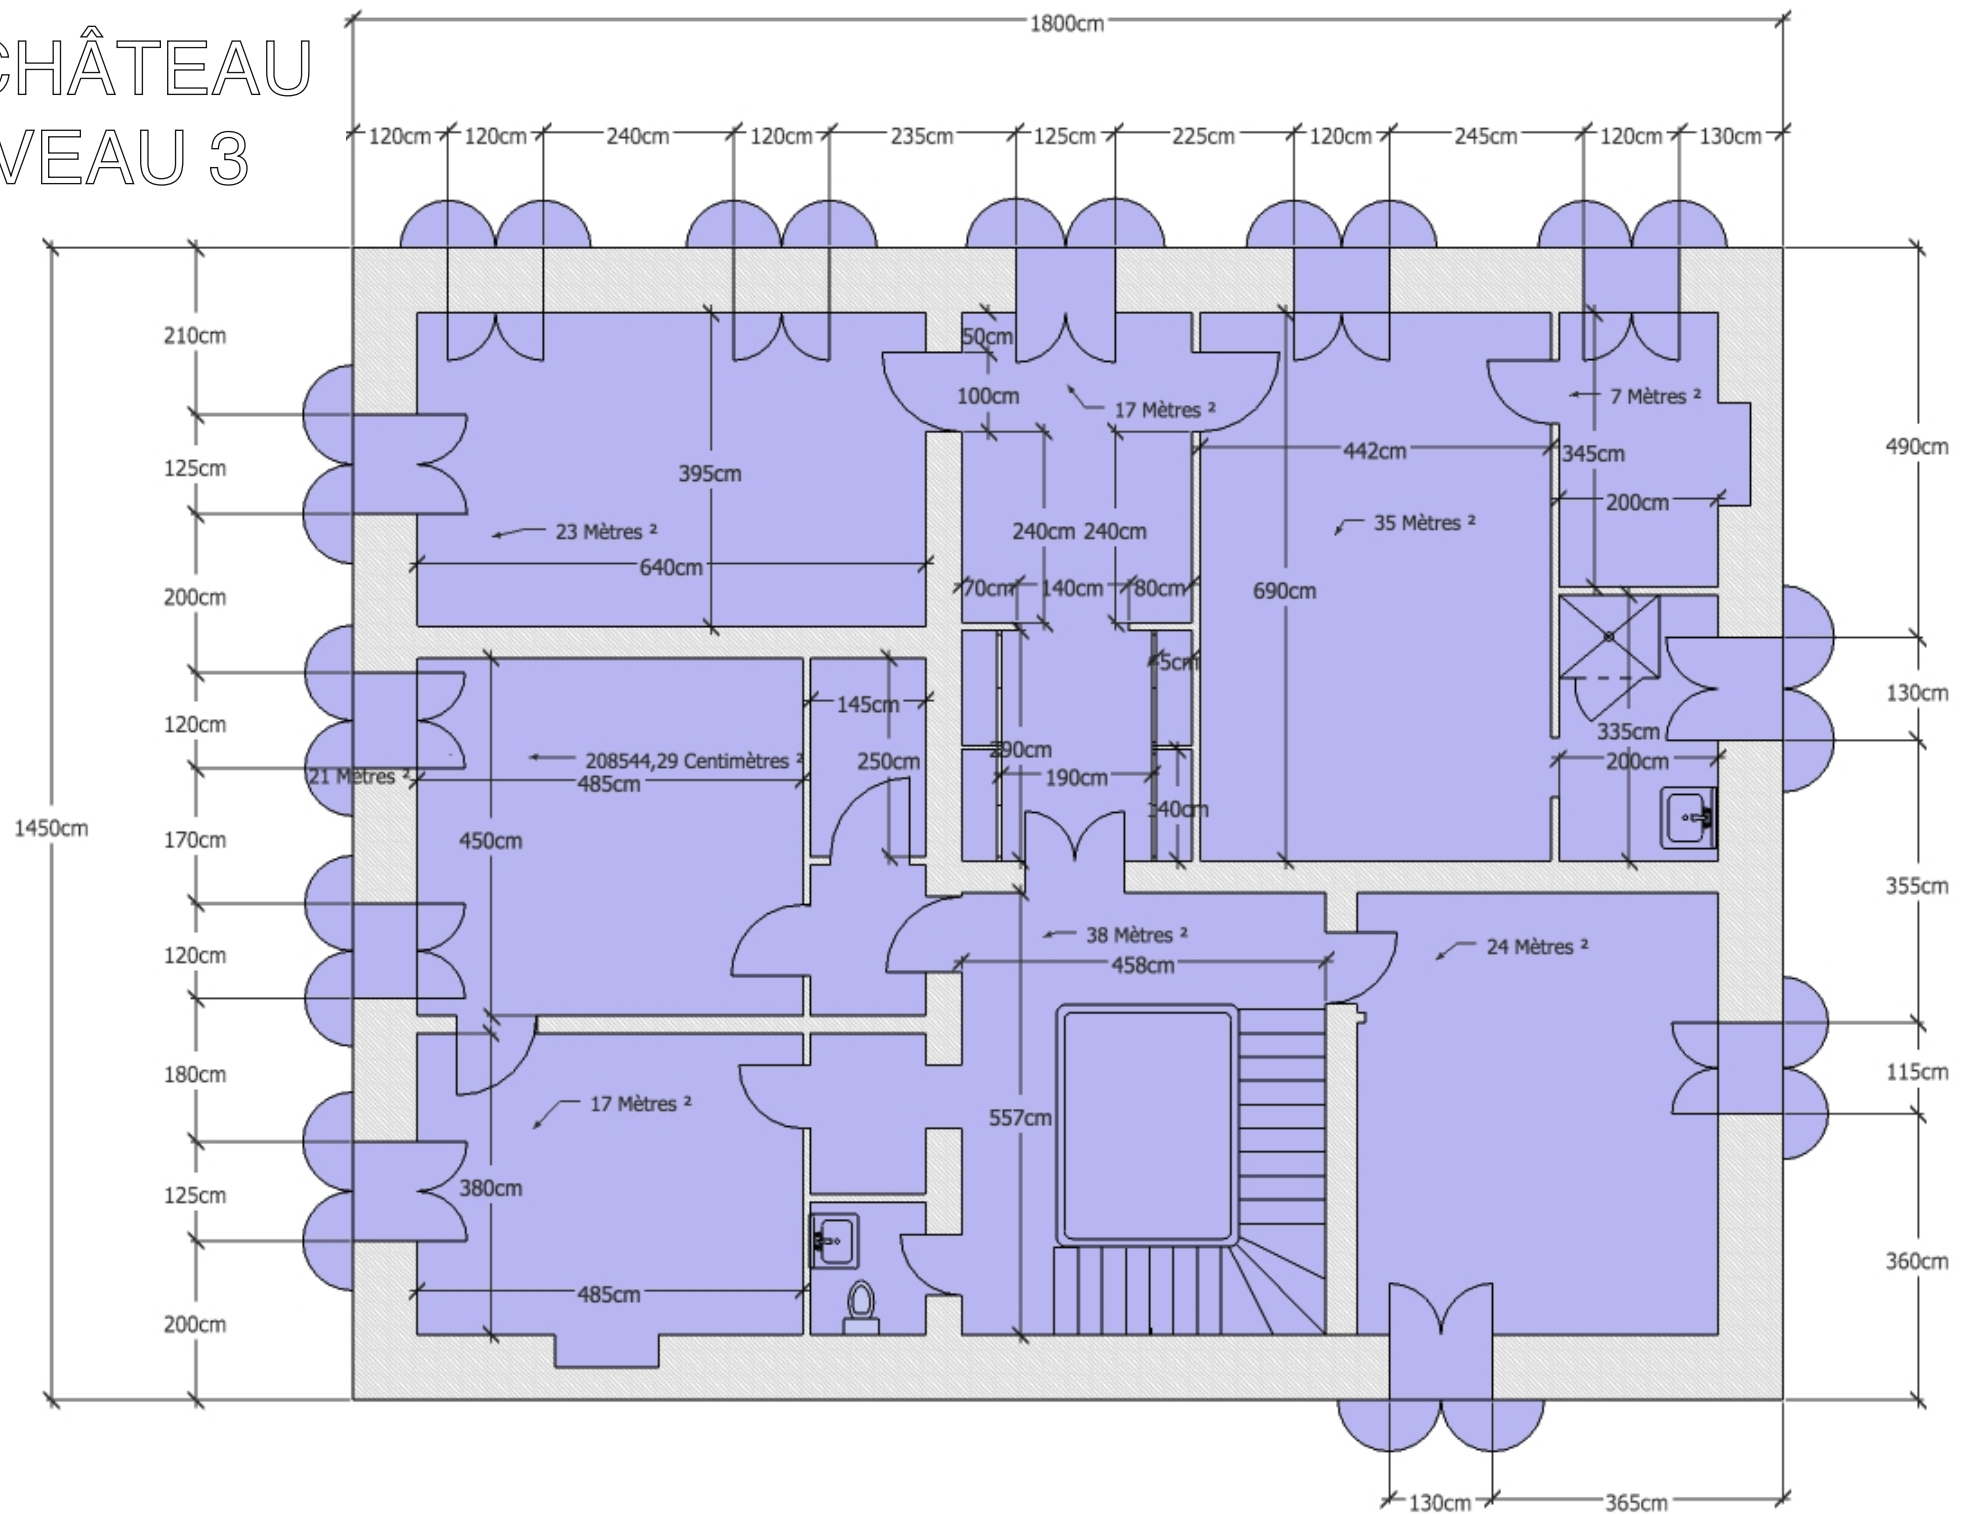 CHÂTEAU
VEAU 3
1800cm
120cm 120cm 240cm 120cm 235cm 125cm 225cm 120cm 245cm 120cm 130cm
210cm
50cm
100cm
17 Mètres ²
7 Mètres ²
395cm
442cm
345cm
490cm
125cm
200cm
23 Mètres ²
240cm 240cm
35 Mètres ²
640cm
70cm 140cm 80cm
690cm
200cm
5cm
145cm
130cm
120cm
335cm
208544,29 Centimètres ²
250cm
290cm
200cm
21 Mètres ²
485cm
190cm
1450cm
170cm
450cm
140cm
355cm
38 Mètres ²
24 Mètres ²
120cm
458cm
180cm
115cm
17 Mètres ²
557cm
125cm
380cm
360cm
485cm
200cm
130cm 365cm